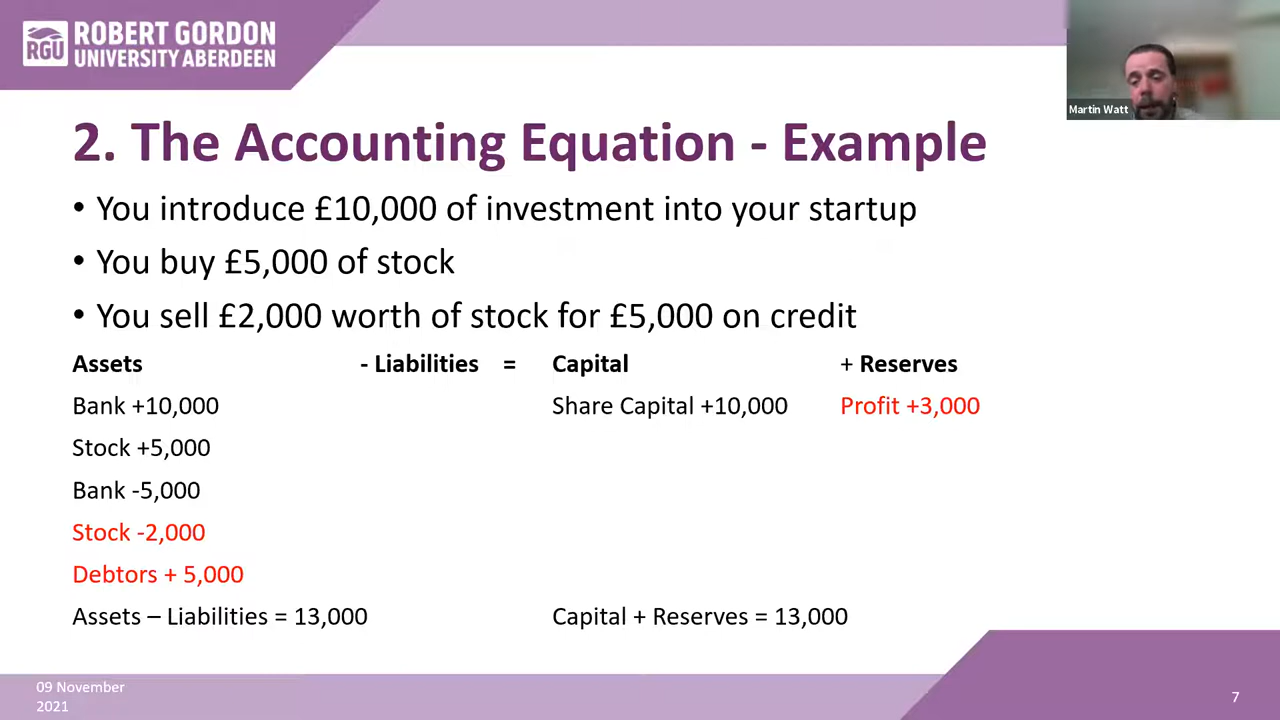 RGU
ROBERT GORDON
UNIVERSITY ABERDEEN
Martin Watt
2. The Accounting Equation - Example
• You introduce £10,000 of investment into your startup
• You buy £5,000 of stock
• You sell £2,000 worth of stock for £5,000 on credit
Assets - Liabilities = Capital + Reserves
Bank +10,000 Share Capital +10,000 Profit +3,000
Stock +5,000
Bank -5,000
Stock -2,000
Debtors + 5,000
Assets – Liabilities = 13,000 Capital + Reserves = 13,000
09 November
2021
7